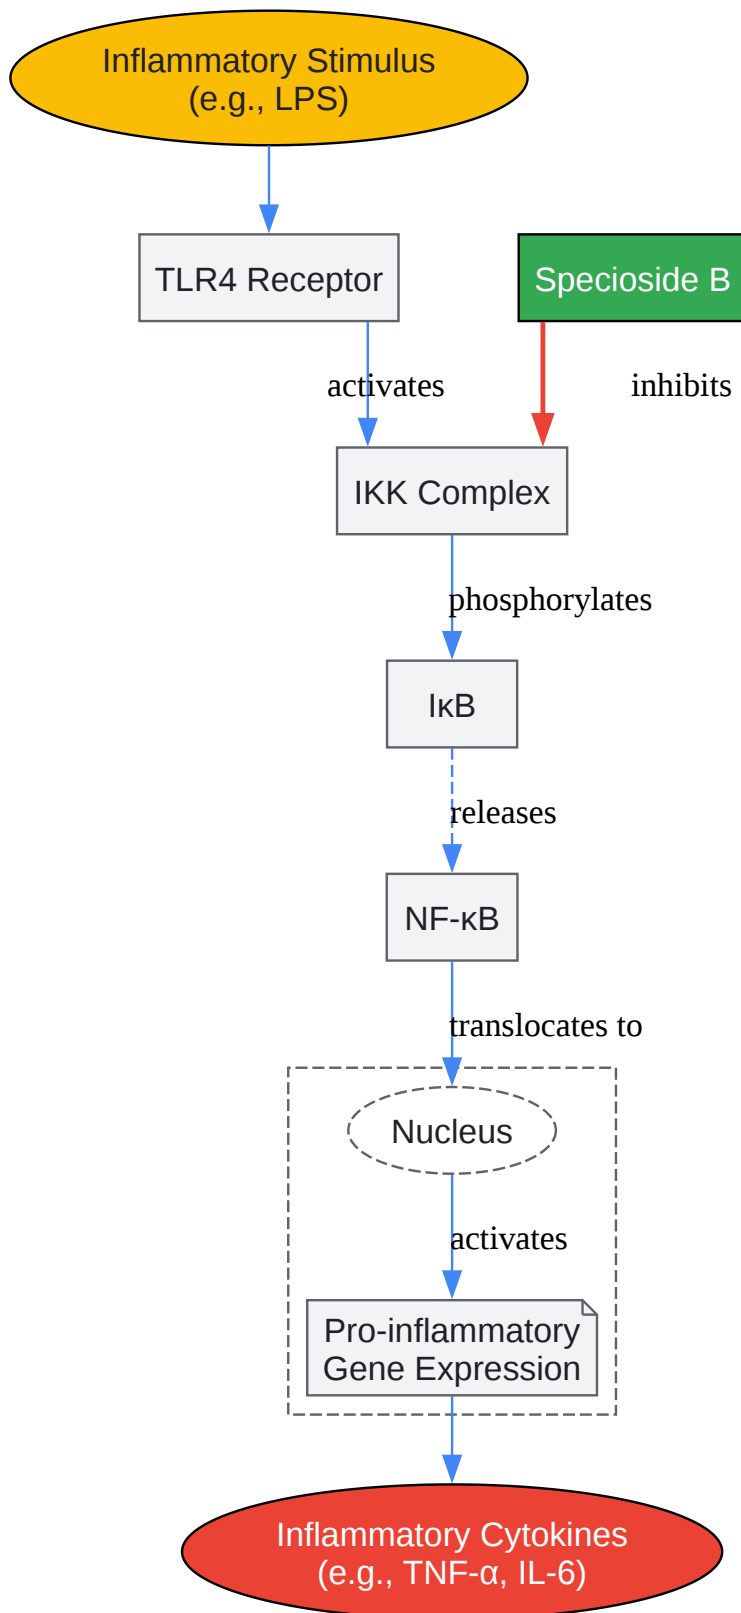 Inflammatory Stimulus
(e.g., LPS)
TLR4 Receptor
Specioside B
activates
inhibits
IKK Complex
phosphorylates
IκB
releases
NF-κB
translocates to
Nucleus
activates
Pro-inflammatory
Gene Expression
Inflammatory Cytokines
(e.g., TNF-α, IL-6)